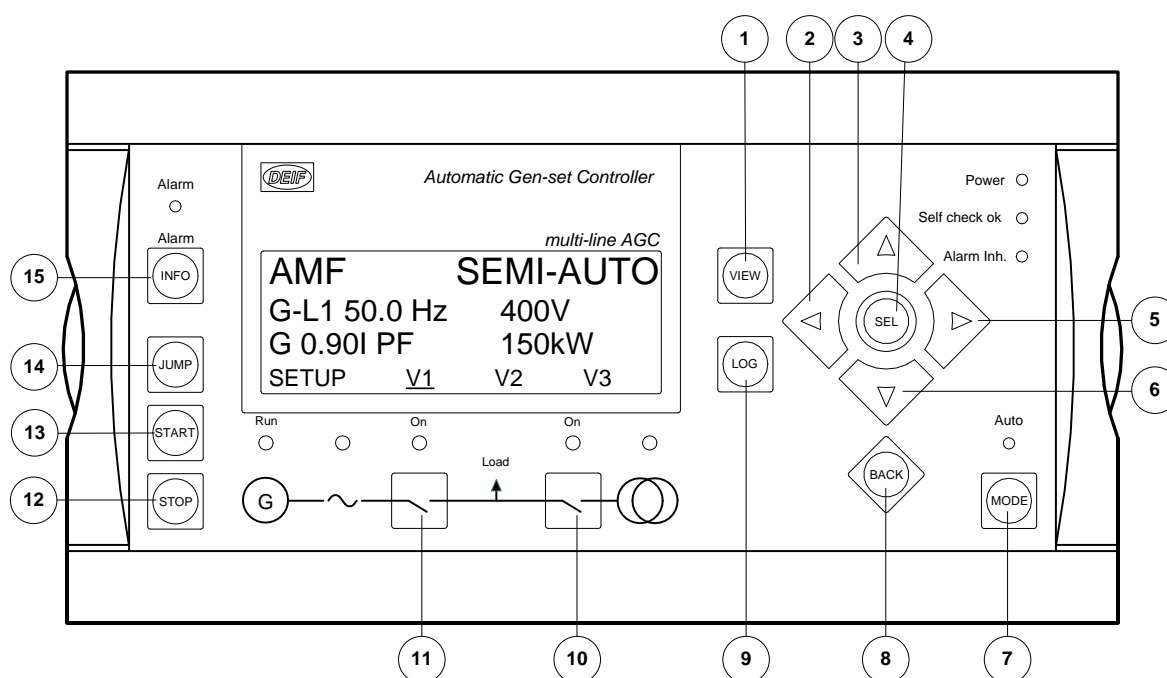 1 2 3 4
DEIF
Automatic Gen-set Controller
multi-line AGC
Alarm
Alarm
INFO
15
AMF SEMI-AUTO
G-L1 50.0 Hz 400V
G 0.90I PF 150kW
SETUP V1 V2 V3
VIEW
Power
Self check ok
Alarm Inh.
SEL
5
JUMP
14
LOG
6
START
13
Run On On
Load
Auto
STOP
12
G
BACK
MODE
11 10 9 8 7